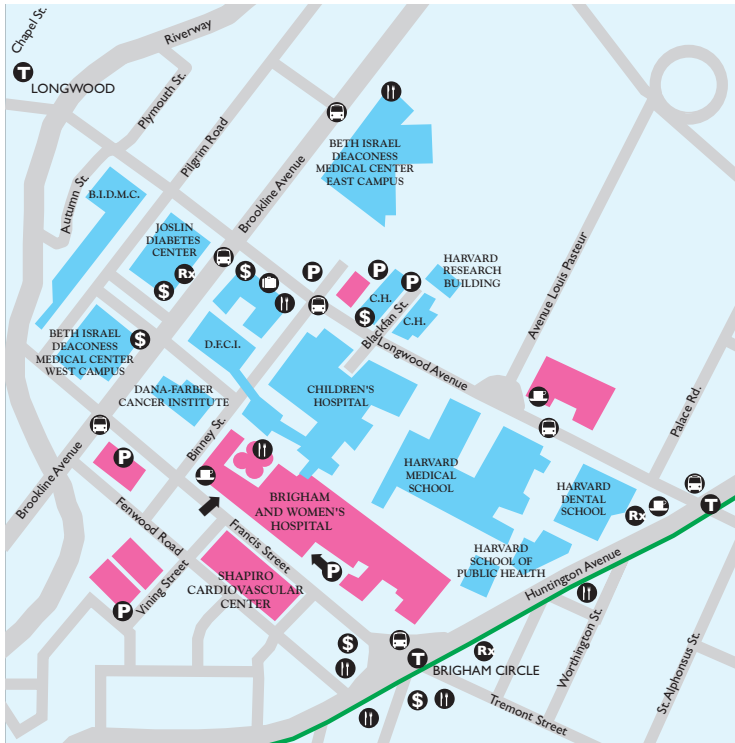 Chapel St.
Riverway
T
LONGWOOD
Plymouth St.
Pilgrim Road
Brookline Avenue
BETH ISRAEL
DEACONESS
MEDICAL CENTER
EAST CAMPUS
Autumn St.
B.I.D.M.C.
JOSLIN
DIABETES
CENTER
Rx
$
$
P
P
P
HARVARD
RESEARCH
BUILDING
C.H.
C.H.
$
Blackfan St.
Avenue Louis Pasteur
BETH ISRAEL
DEACONESS
MEDICAL CENTER
WEST CAMPUS
$
D.F.C.I.
Longwood Avenue
DANA-FARBER
CANCER INSTITUTE
CHILDREN'S
HOSPITAL
Palace Rd.
Binney St.
Brookline Avenue
P
HARVARD
MEDICAL
SCHOOL
HARVARD
DENTAL
SCHOOL
Rx
T
BRIGHAM
AND WOMEN'S
HOSPITAL
Fenwood Road
Francis Street
HARVARD
SCHOOL OF
PUBLIC HEALTH
Huntington Avenue
P
SHAPIRO
CARDIOVASCULAR
CENTER
Vining Street
P
Worthington St.
St. Alphonsus St.
$
T
BRIGHAM CIRCLE
Rx
$
Tremont Street